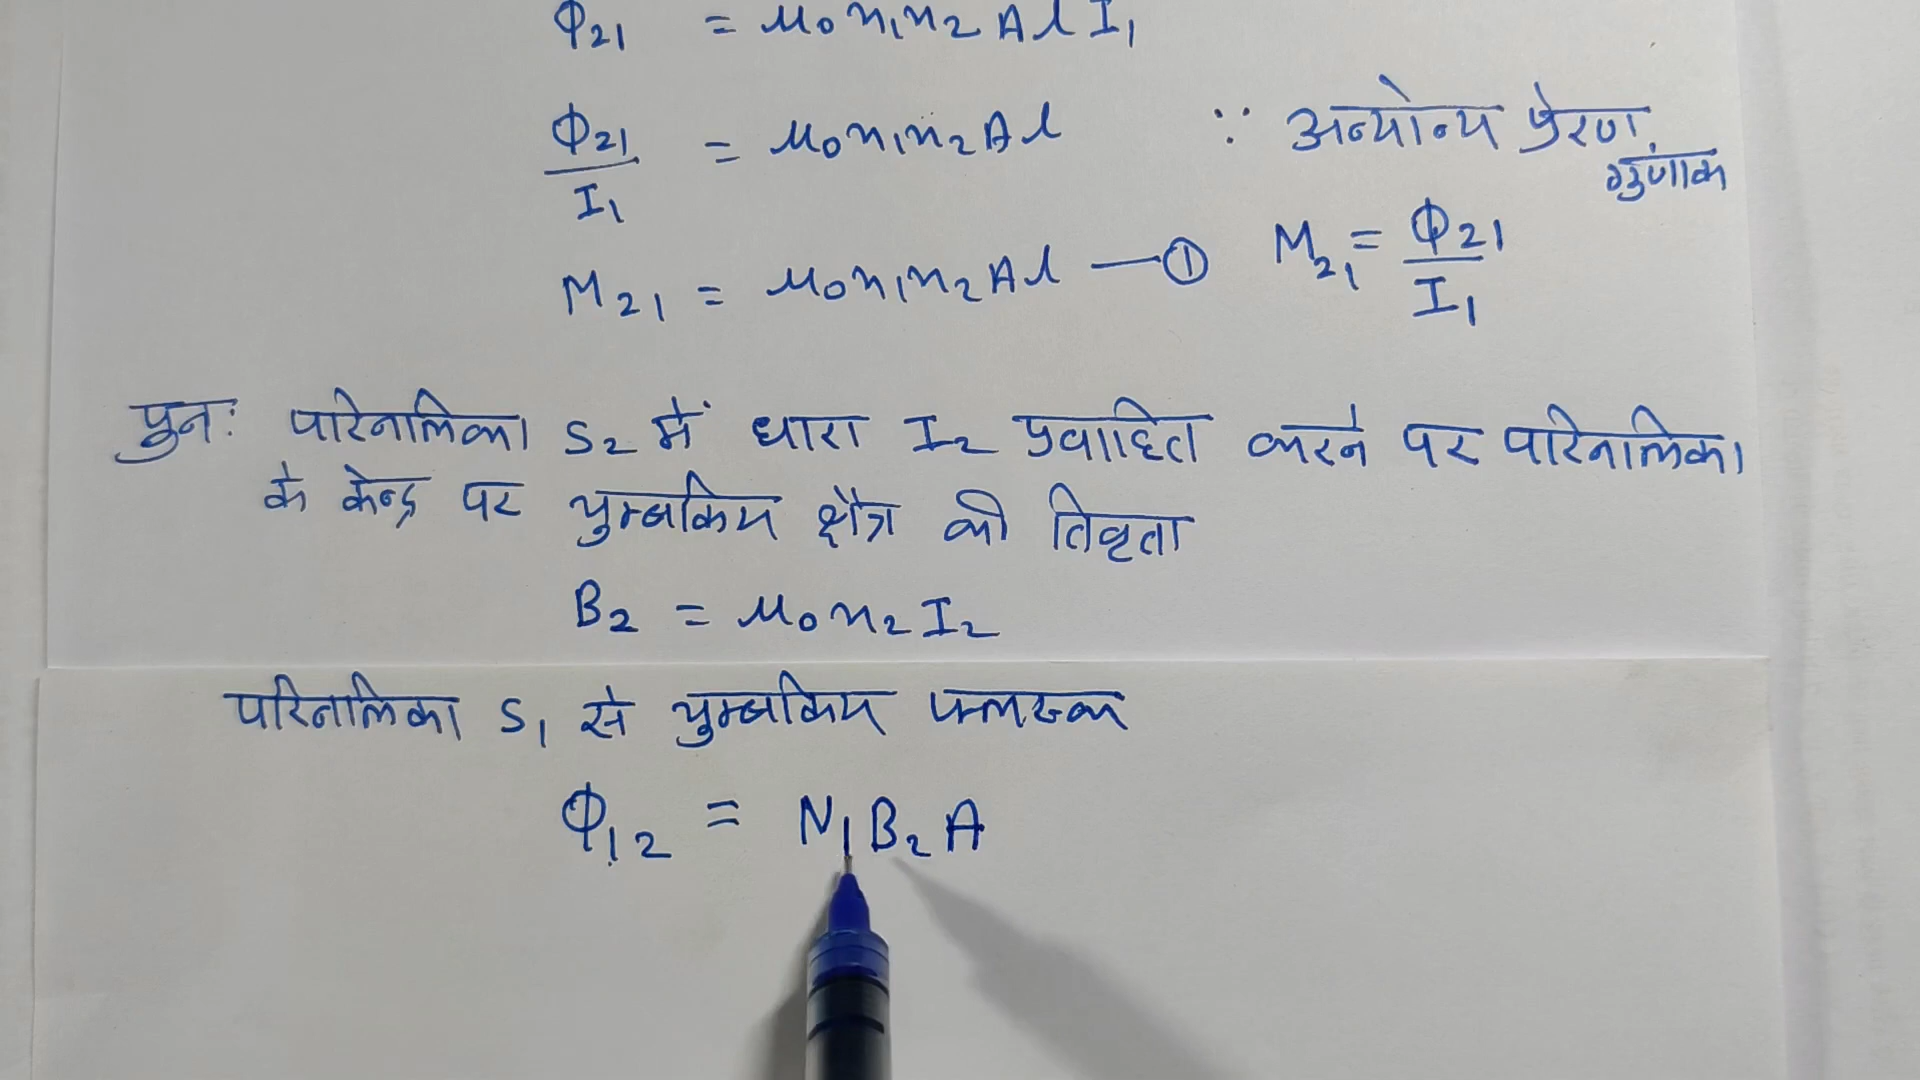 Φ₂₁ = μ₀n₁n₂AlI₁
Φ₂₁/I₁ = μ₀n₁n₂Al ∵ अन्योन्य प्रेरण गुणांक
M₂₁ = μ₀n₁n₂Al —① M₂₁ = Φ₂₁/I₁
पुनः परिनालिका S₂ में धारा I₂ प्रवाहित करने पर परिनालिका
के केन्द्र पर चुम्बकिय क्षेत्र की तिव्रता
B₂ = μ₀n₂I₂
परिनालिका S₁ से चुम्बकिय फ्लक्स
Φ₁₂ = N₁B₂A